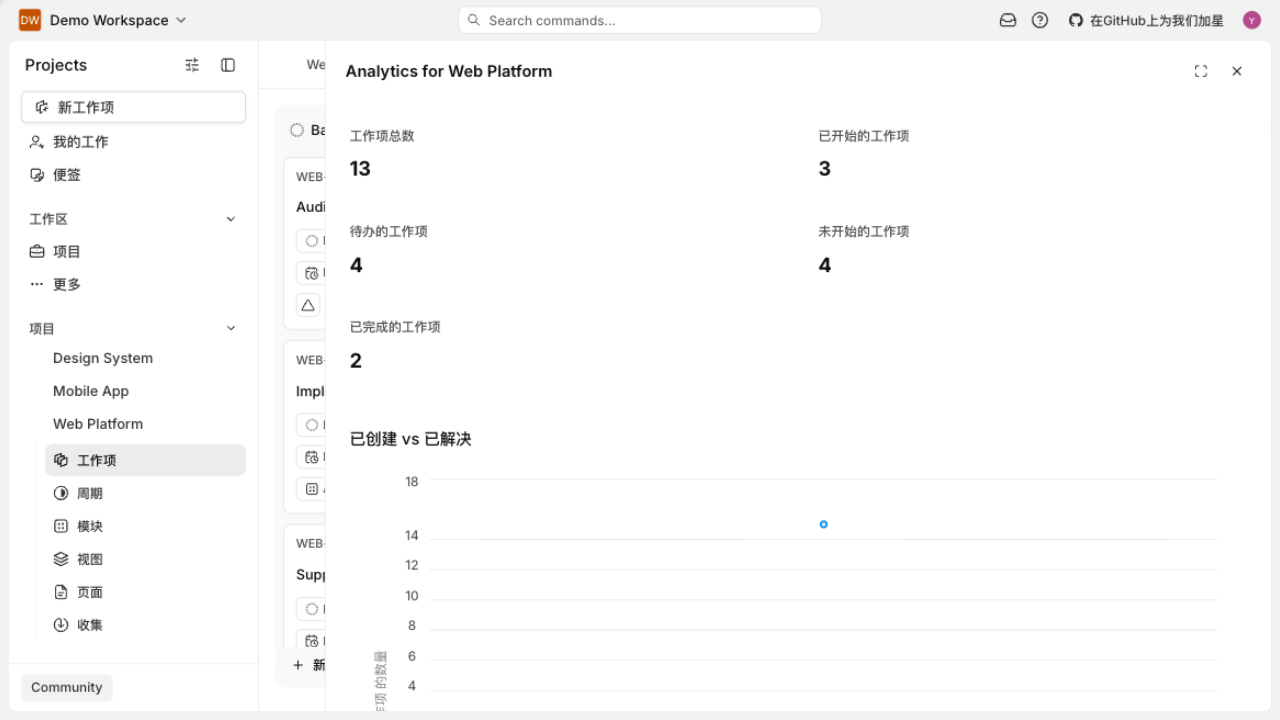 DW Demo Workspace
Search commands...
在GitHub上为我们加星
Y
Projects
新工作项
我的工作
便签
工作区
项目
更多
项目
Design System
Mobile App
Web Platform
工作项
周期
模块
视图
页面
收集
Community
We
Ba
WEB-
Audi
WEB-
Impl
WEB-
Supp
新
Analytics for Web Platform
工作项总数
13
已开始的工作项
3
待办的工作项
4
未开始的工作项
4
已完成的工作项
2
已创建 vs 已解决
18
14
12
10
8
6
4
项 的数量